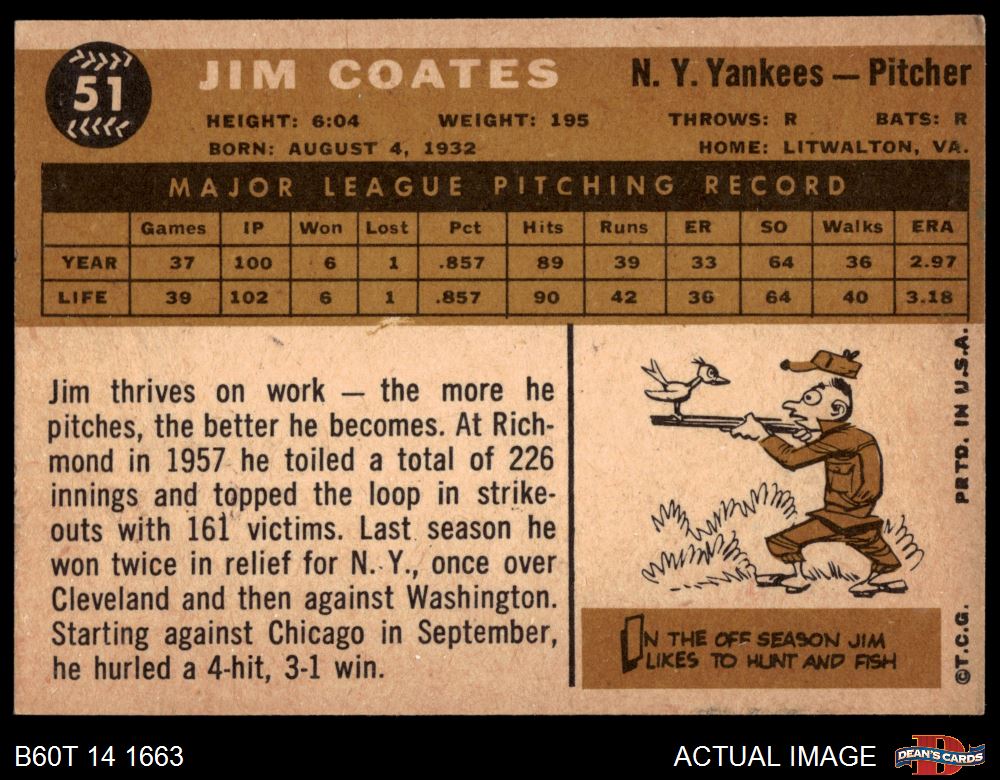 51
JIM COATES
N. Y. Yankees — Pitcher
HEIGHT: 6:04 WEIGHT: 195 THROWS: R BATS: R
BORN: AUGUST 4, 1932 HOME: LITWALTON, VA.
MAJOR LEAGUE PITCHING RECORD
Games IP Won Lost Pct Hits Runs ER SO Walks ERA
YEAR 37 100 6 1 .857 89 39 33 64 36 2.97
LIFE 39 102 6 1 .857 90 42 36 64 40 3.18
Jim thrives on work — the more he
pitches, the better he becomes. At Rich-
mond in 1957 he toiled a total of 226
innings and topped the loop in strike-
outs with 161 victims. Last season he
won twice in relief for N. Y., once over
Cleveland and then against Washington.
Starting against Chicago in September,
he hurled a 4-hit, 3-1 win.
IN THE OFF SEASON JIM
LIKES TO HUNT AND FISH
©T.C.G. PRTD. IN U.S.A.
B60T 14 1663
ACTUAL IMAGE
D
DEAN'S CARDS